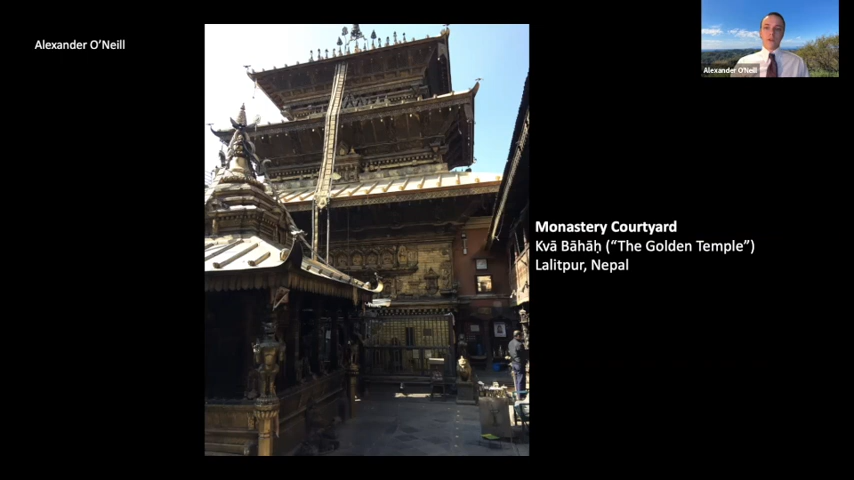 Alexander O’Neill
Alexander O'Neill
Monastery Courtyard
Kvā Bāhāḥ (“The Golden Temple”)
Lalitpur, Nepal